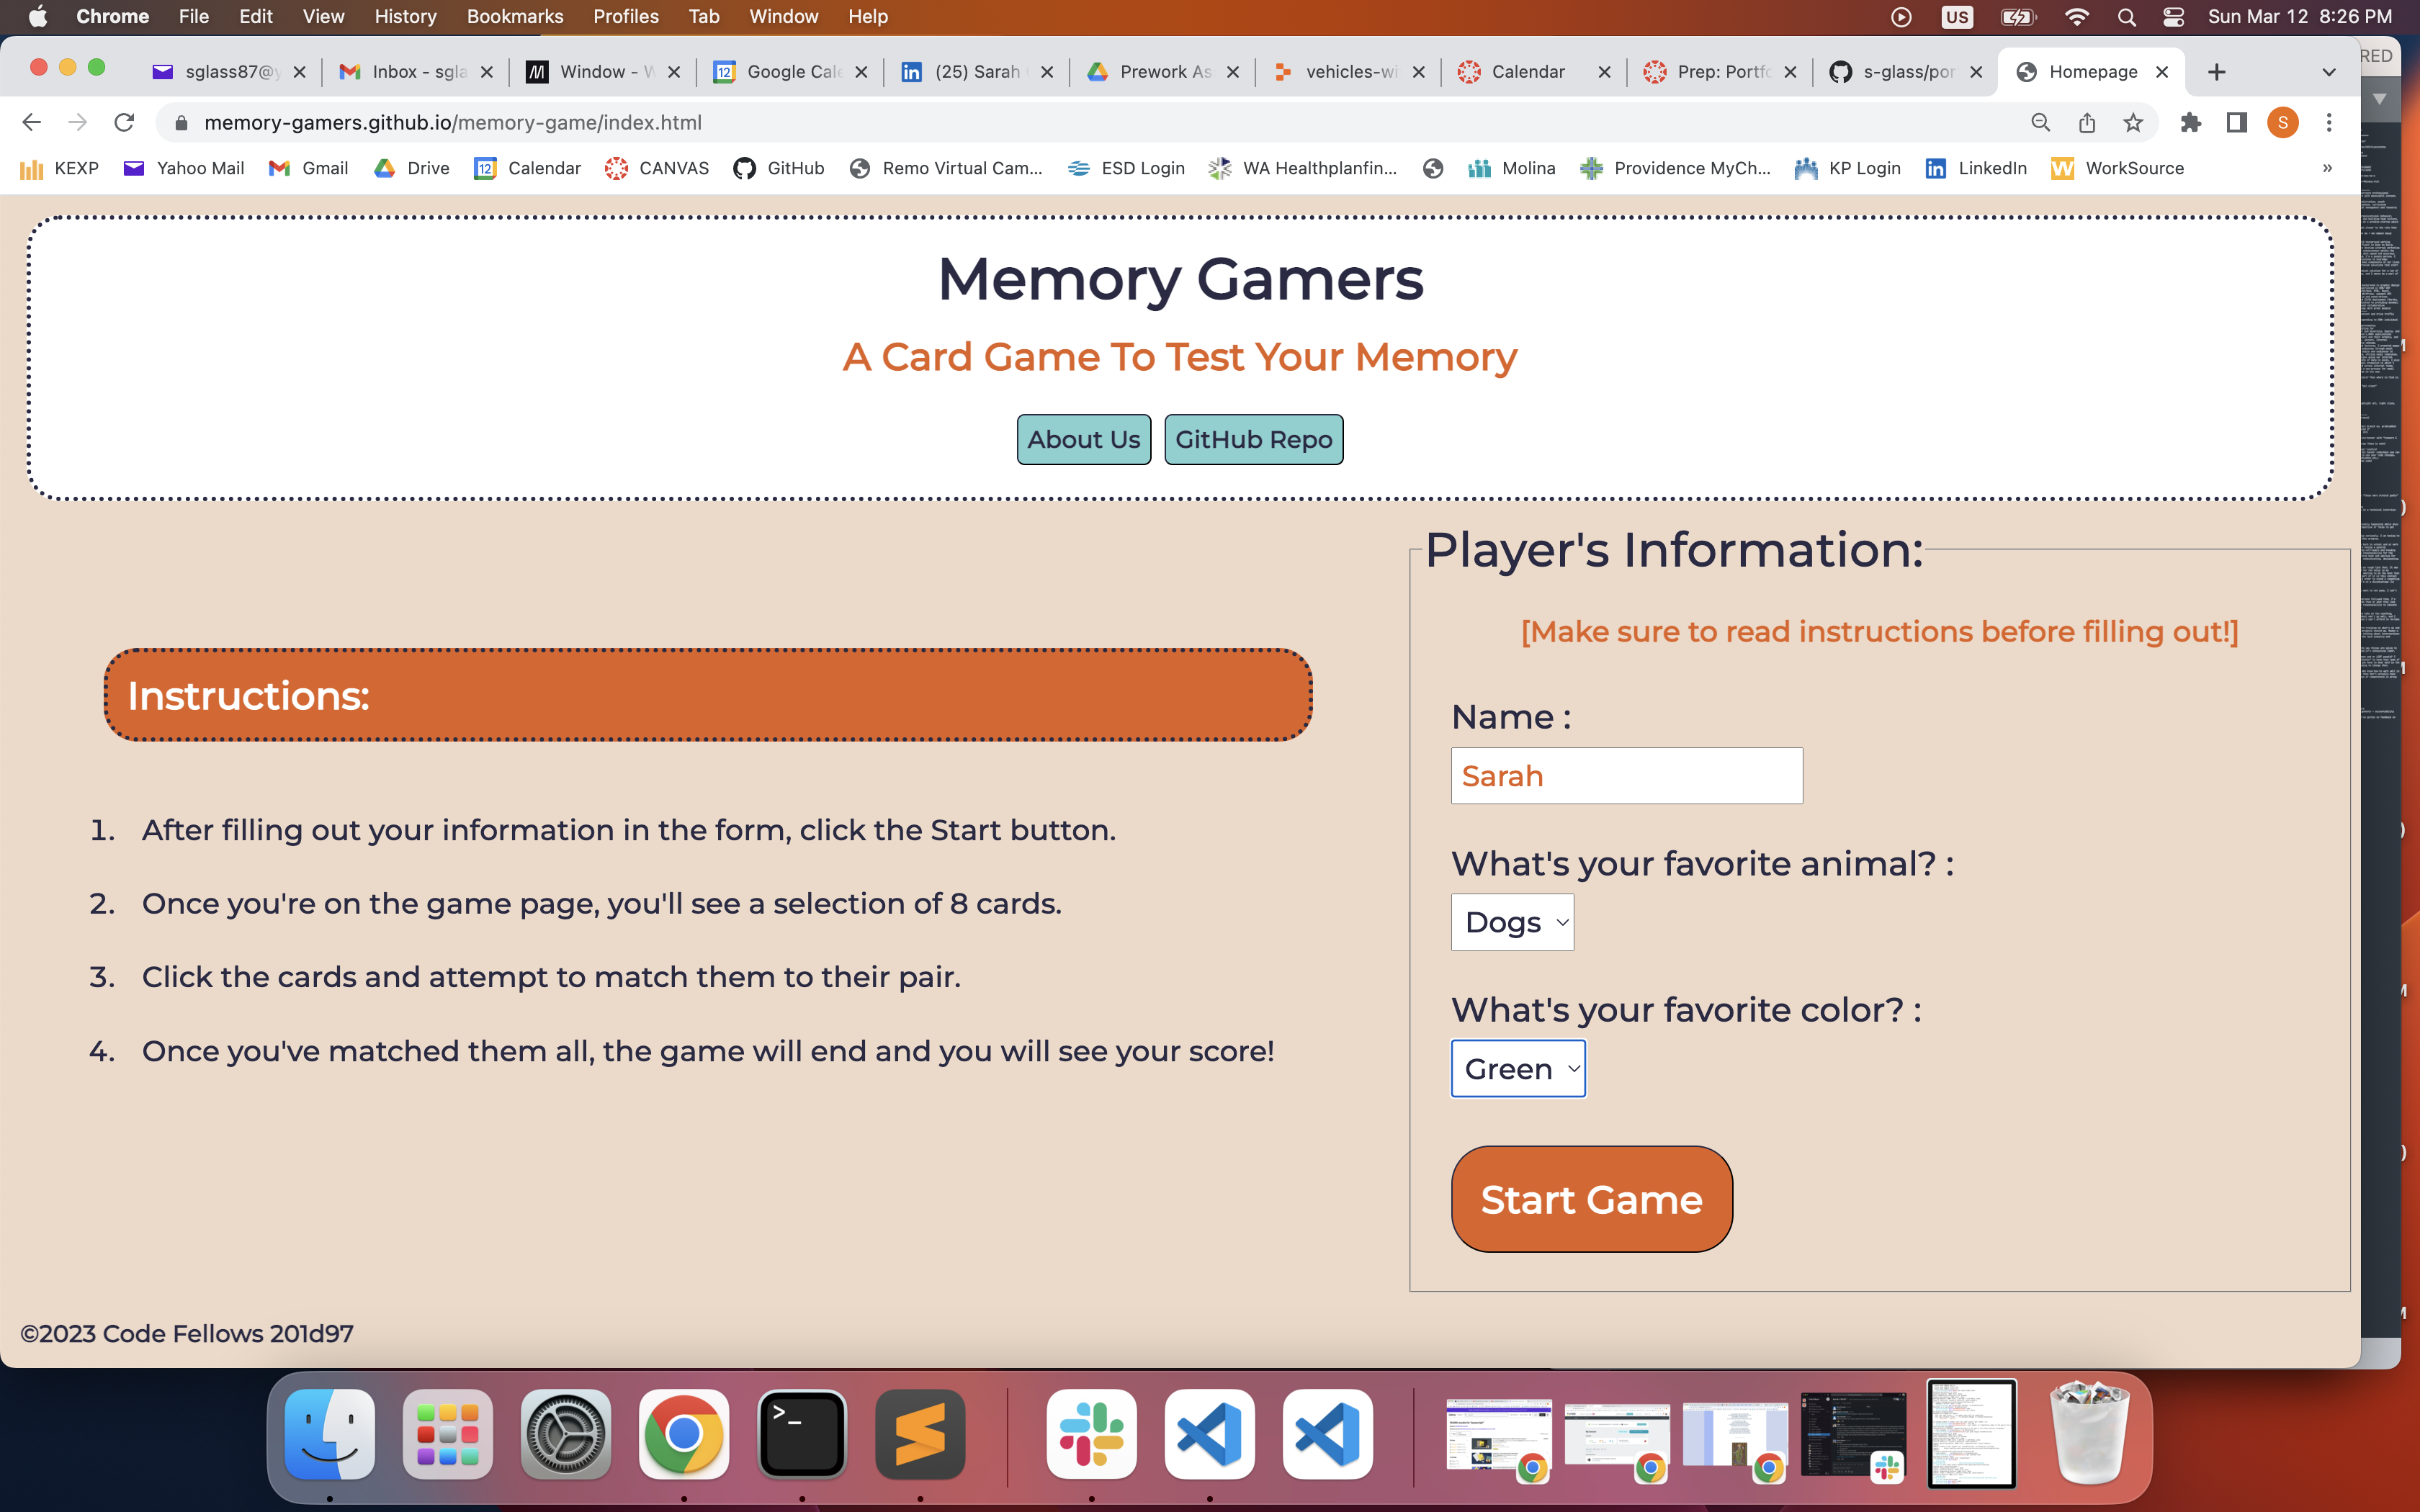 Chrome File Edit View History Bookmarks Profiles Tab Window Help US Sun Mar 12 8:26 PM
sglass87@y Inbox - sgla Window - W 12 Google Cale (25) Sarah Prework As vehicles-wi Calendar Prep: Portfo s-glass/por Homepage RED
memory-gamers.github.io/memory-game/index.html S
KEXP Yahoo Mail Gmail Drive 12 Calendar CANVAS GitHub Remo Virtual Cam... ESD Login WA Healthplanfin... Molina Providence MyCh... KP Login LinkedIn WorkSource »
Memory Gamers
A Card Game To Test Your Memory
About Us GitHub Repo
Instructions:
1. After filling out your information in the form, click the Start button.
2. Once you're on the game page, you'll see a selection of 8 cards.
3. Click the cards and attempt to match them to their pair.
4. Once you've matched them all, the game will end and you will see your score!
Player's Information:
[Make sure to read instructions before filling out!]
Name :
Sarah
What's your favorite animal? :
Dogs
What's your favorite color? :
Green
Start Game
©2023 Code Fellows 201d97